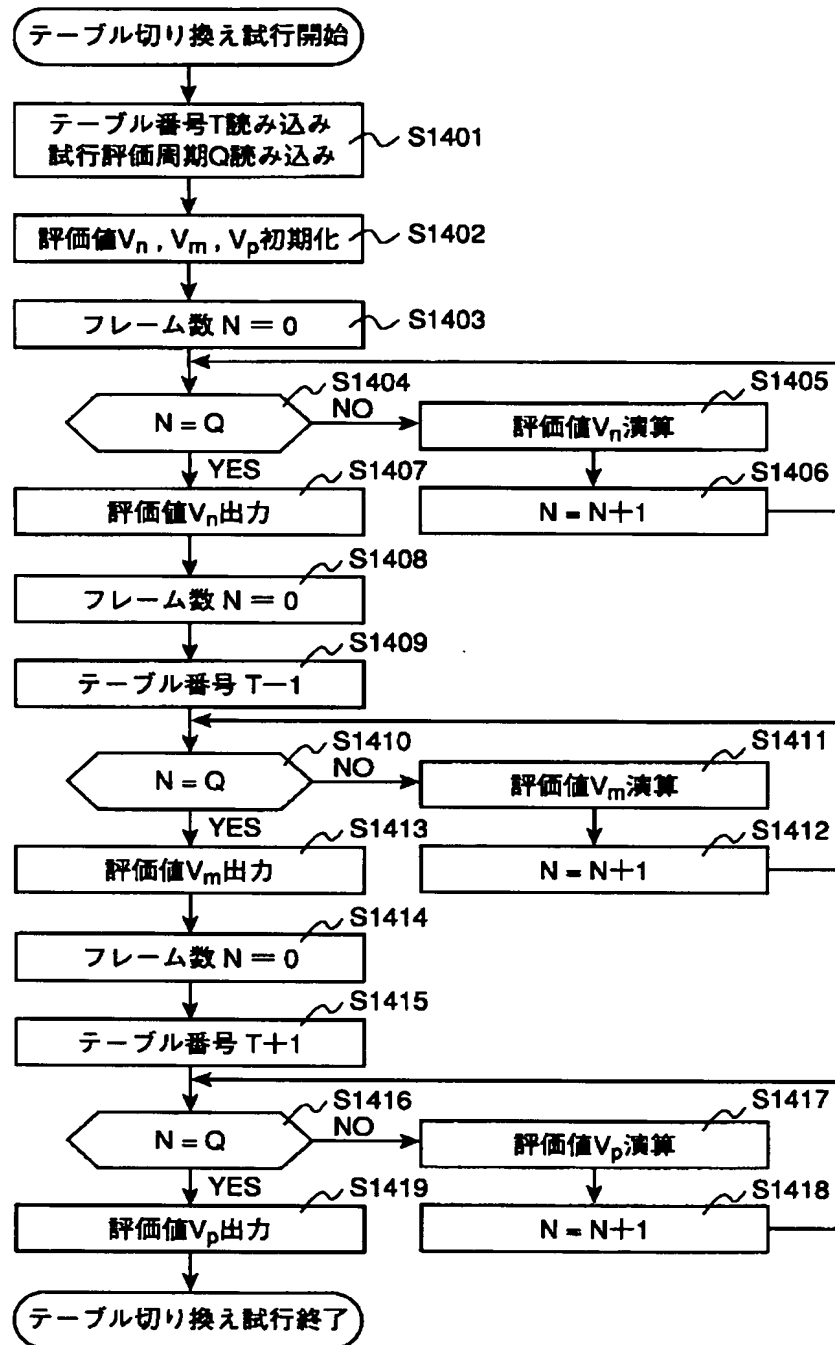 テーブル切り換え試行開始
テーブル番号T読み込み
試行評価周期Q読み込み
S1401
評価値Vn , Vm , Vp初期化
S1402
フレーム数 N = 0
S1403
S1404
N = Q
NO
YES
S1405
評価値Vn演算
S1406
N = N+1
S1407
評価値Vn出力
S1408
フレーム数 N = 0
S1409
テーブル番号 T−1
S1410
N = Q
NO
YES
S1411
評価値Vm演算
S1412
N = N+1
S1413
評価値Vm出力
S1414
フレーム数 N = 0
S1415
テーブル番号 T+1
S1416
N = Q
NO
YES
S1417
評価値Vp演算
S1418
N = N+1
S1419
評価値Vp出力
テーブル切り換え試行終了